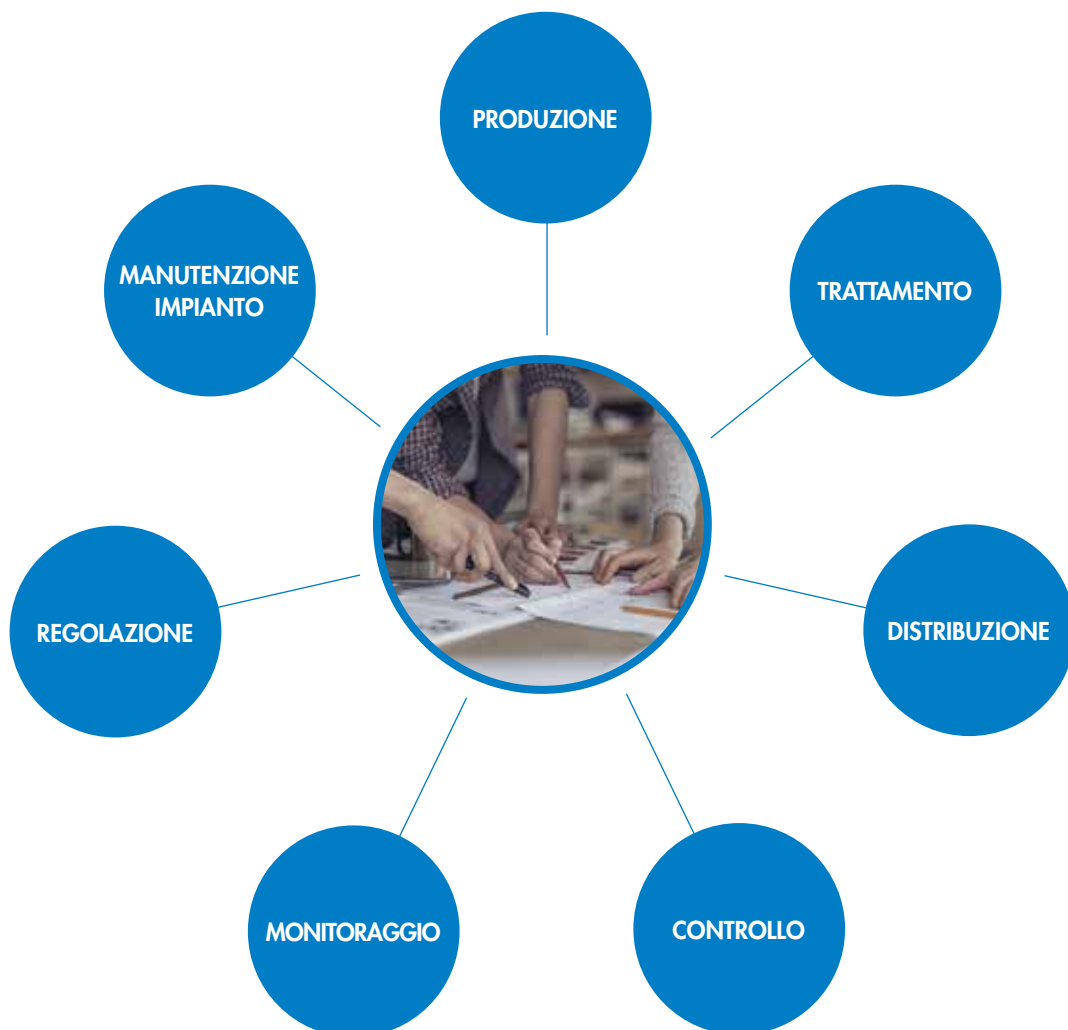 PRODUZIONE
TRATTAMENTO
DISTRIBUZIONE
CONTROLLO
MONITORAGGIO
REGOLAZIONE
MANUTENZIONE
IMPIANTO